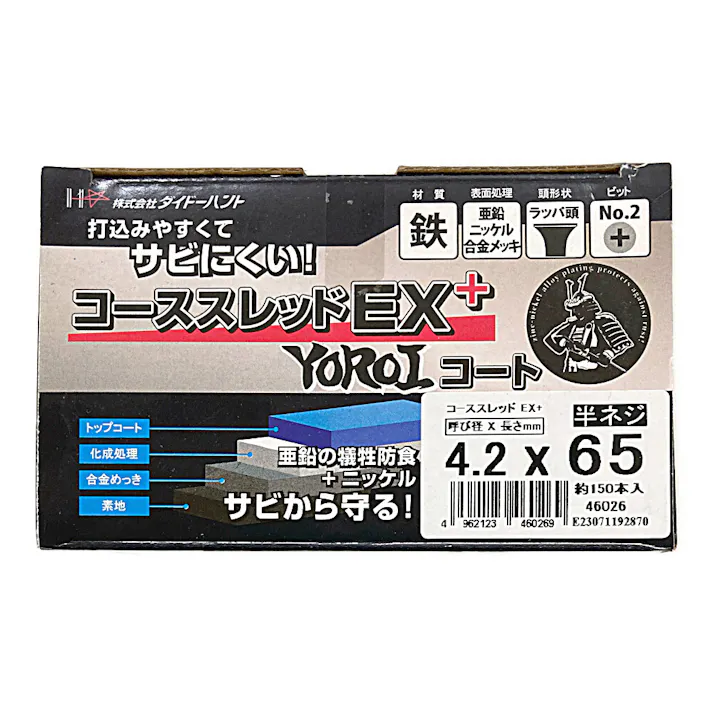 株式会社 ダイドーハント
材質
表面処理
頭形状
ビット
鉄
亜鉛
ニッケル
合金メッキ
ラッパ頭
No.2
打込みやすくて
サビにくい!
コーススレッドEX+
YOROIコート
zinc-nickel alloy plating protects against rust!
トップコート
化成処理
合金めっき
素地
亜鉛の犠牲防食
+ニッケル
サビから守る!
コーススレッド EX+
半ネジ
呼び径 X 長さmm
4.2 x 65
約150本入
46026
4 962123 460269
E23071192870